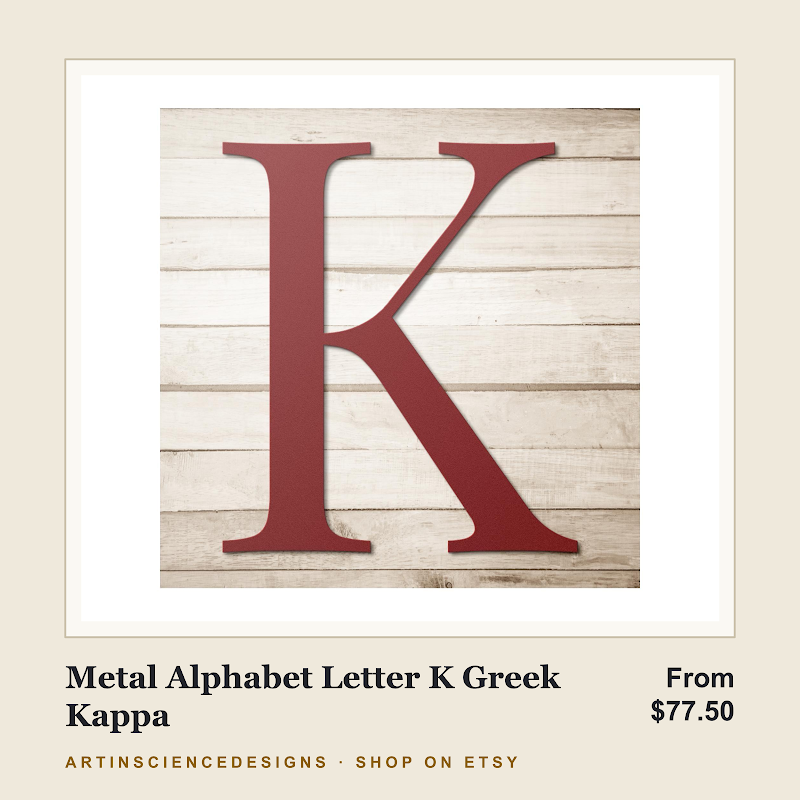 K
Metal Alphabet Letter K Greek
Kappa
From
$77.50
ARTINSCIENCEDESIGNS · SHOP ON ETSY